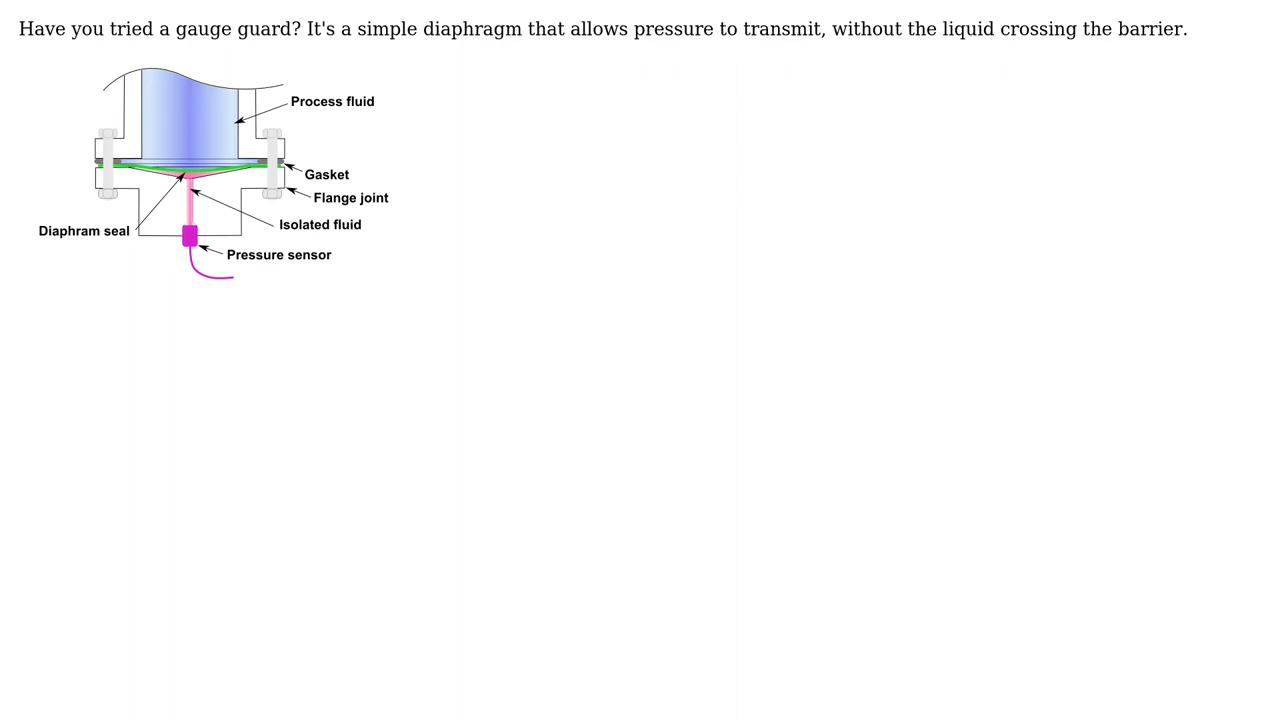 Have you tried a gauge guard? It's a simple diaphragm that allows pressure to transmit, without the liquid crossing the barrier.
Process fluid
Gasket
Flange joint
Isolated fluid
Diaphram seal
Pressure sensor